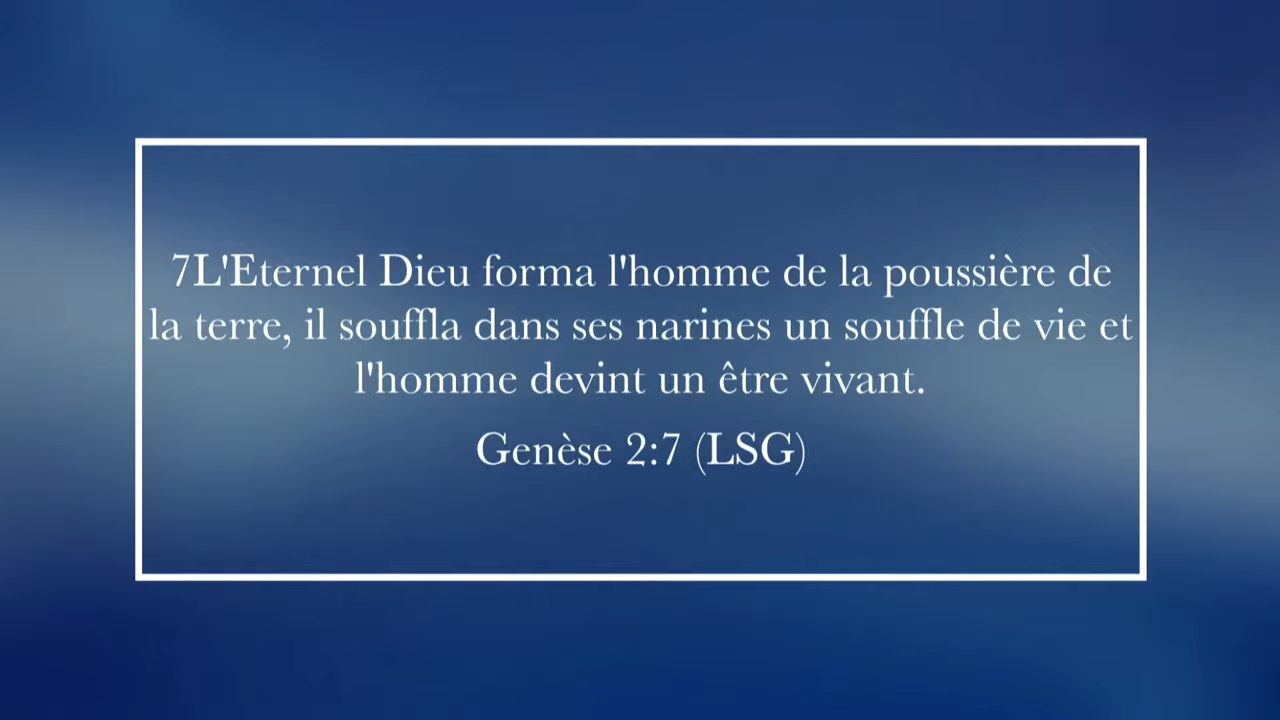 7L'Eternel Dieu forma l'homme de la poussière de
la terre, il souffla dans ses narines un souffle de vie et
l'homme devint un être vivant.
Genèse 2:7 (LSG)